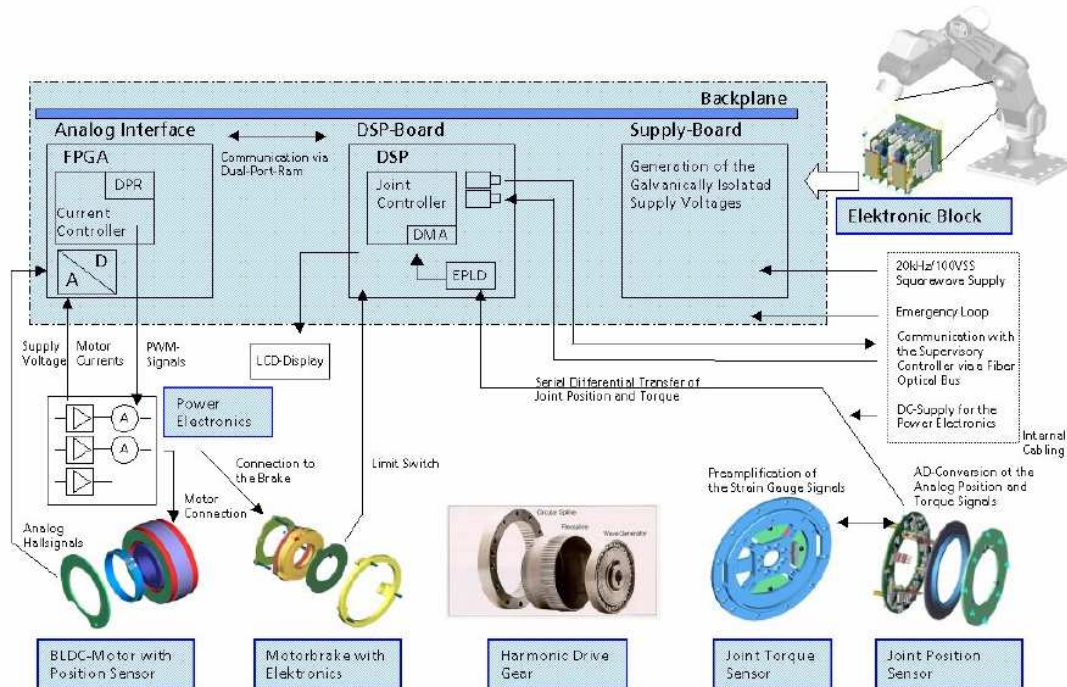 Backplane
Analog Interface
DSP-Board
Supply-Board
FPGA
DPR
Current
Controller
D
A
Communication via
Dual-Port-Ram
DSP
Joint
Controller
DMA
EPLD
Generation of the
Galvanically Isolated
Supply Voltages
Elektronic Block
20kHz/100VSS
Squarewave Supply
Emergency Loop
Communication with
the Supervisory
Controller via a Fiber
Optical Bus
DC-Supply for the
Power Electronics
Internal
Cabling
Supply
Voltage
Motor
Currents
PWM-
Signals
LCD-Display
Serial Differential Transfer of
Joint Position and Torque
Power
Electronics
A
A
Connection to
the Brake
Limit Switch
Motor
Connection
Analog
Hallsignals
Preamplification of
the Strain Gauge Signals
AD-Conversion of the
Analog Position and
Torque Signals
Circular Spline
Flexspline
Wave Generator
BLDC-Motor with
Position Sensor
Motorbrake with
Elektronics
Harmonic Drive
Gear
Joint Torque
Sensor
Joint Position
Sensor